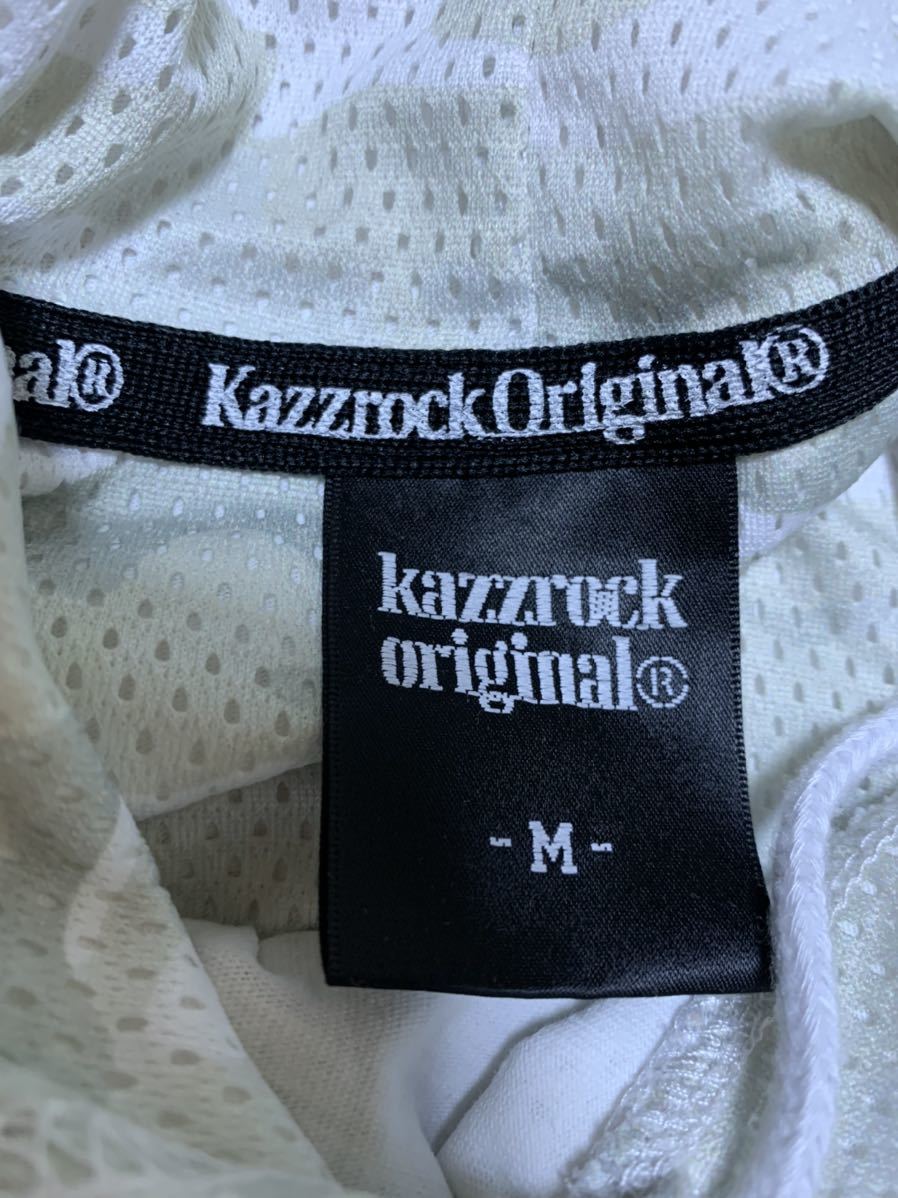 al® KazzrockOriginal®
kazzrock
original®
- M -